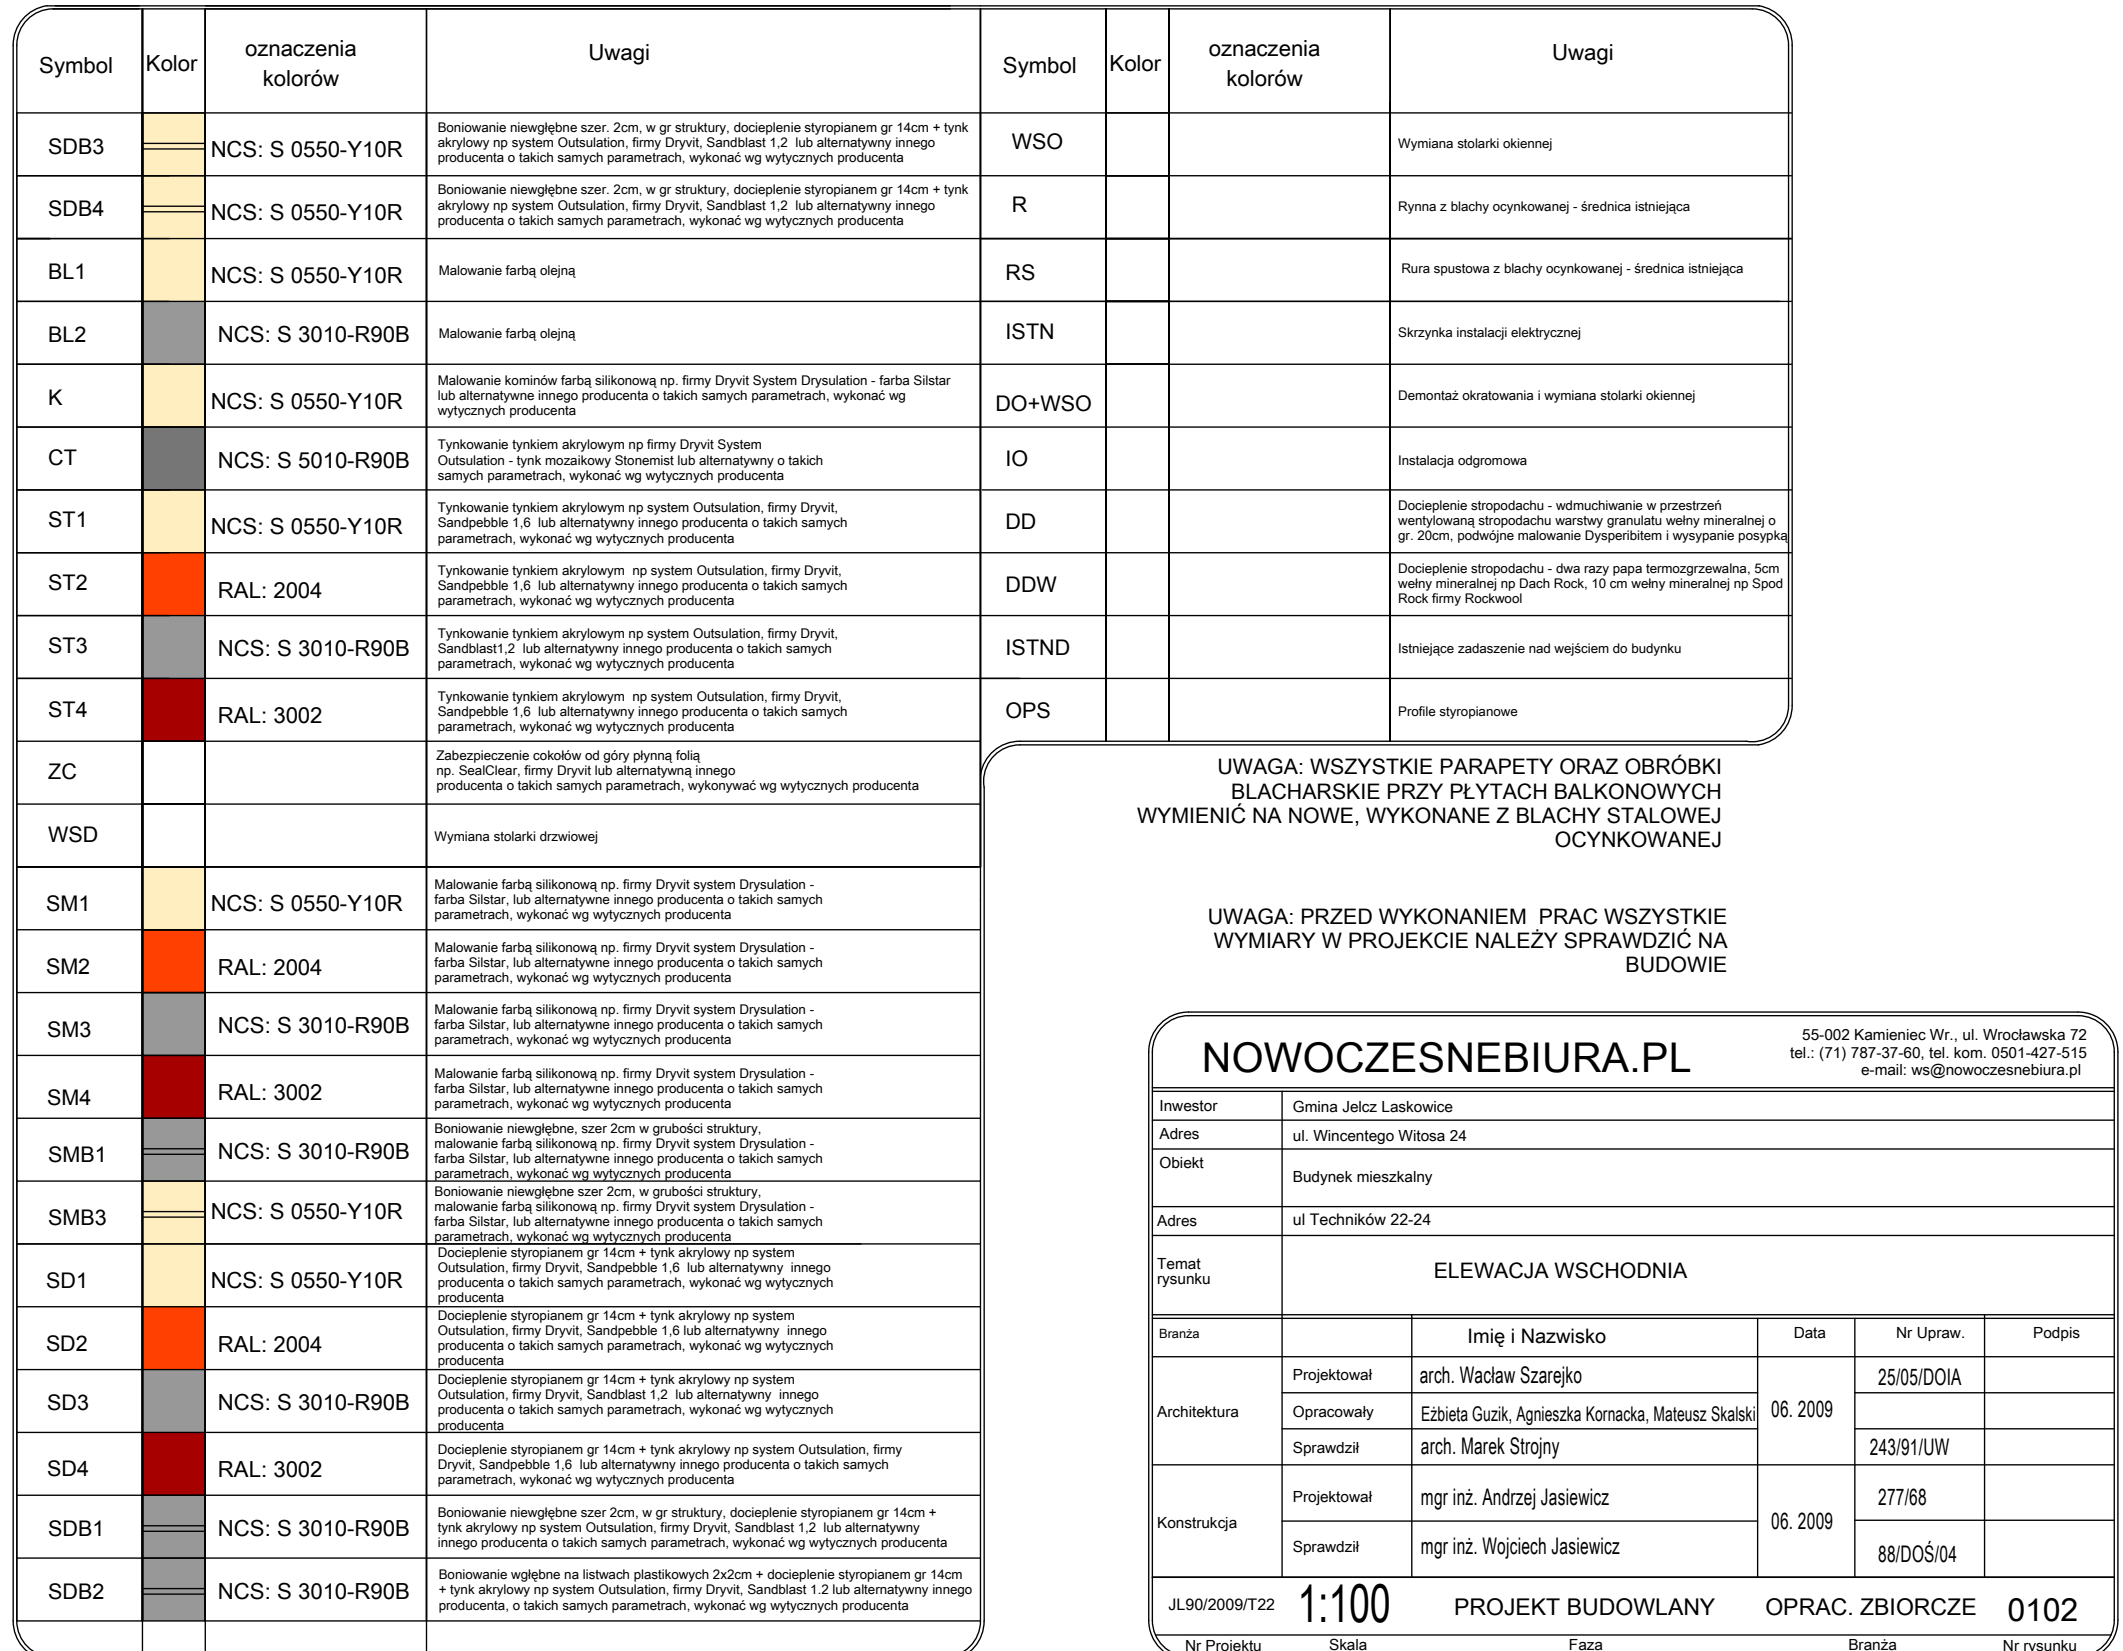 Symbol
Kolor
oznaczenia
kolorów
Uwagi
SDB3
NCS: S 0550-Y10R
Boniowanie niewgłębne szer. 2cm, w gr struktury, docieplenie styropianem gr 14cm + tynk
akrylowy np system Outsulation, firmy Dryvit, Sandblast 1,2 lub alternatywny innego
producenta o takich samych parametrach, wykonać wg wytycznych producenta
SDB4
NCS: S 0550-Y10R
Boniowanie niewgłębne szer. 2cm, w gr struktury, docieplenie styropianem gr 14cm + tynk
akrylowy np system Outsulation, firmy Dryvit, Sandblast 1,2 lub alternatywny innego
producenta o takich samych parametrach, wykonać wg wytycznych producenta
BL1
NCS: S 0550-Y10R
Malowanie farbą olejną
BL2
NCS: S 3010-R90B
Malowanie farbą olejną
K
NCS: S 0550-Y10R
Malowanie kominów farbą silikonową np. firmy Dryvit System Drysulation - farba Silstar
lub alternatywne innego producenta o takich samych parametrach, wykonać wg
wytycznych producenta
CT
NCS: S 5010-R90B
Tynkowanie tynkiem akrylowym np firmy Dryvit System
Outsulation - tynk mozaikowy Stonemist lub alternatywny o takich
samych parametrach, wykonać wg wytycznych producenta
ST1
NCS: S 0550-Y10R
Tynkowanie tynkiem akrylowym np system Outsulation, firmy Dryvit,
Sandpebble 1,6 lub alternatywny innego producenta o takich samych
parametrach, wykonać wg wytycznych producenta
ST2
RAL: 2004
Tynkowanie tynkiem akrylowym np system Outsulation, firmy Dryvit,
Sandpebble 1,6 lub alternatywny innego producenta o takich samych
parametrach, wykonać wg wytycznych producenta
ST3
NCS: S 3010-R90B
Tynkowanie tynkiem akrylowym np system Outsulation, firmy Dryvit,
Sandblast1,2 lub alternatywny innego producenta o takich samych
parametrach, wykonać wg wytycznych producenta
ST4
RAL: 3002
Tynkowanie tynkiem akrylowym np system Outsulation, firmy Dryvit,
Sandpebble 1,6 lub alternatywny innego producenta o takich samych
parametrach, wykonać wg wytycznych producenta
ZC
Zabezpieczenie cokołów od góry płynną folią
np. SealClear, firmy Dryvit lub alternatywną innego
producenta o takich samych parametrach, wykonywać wg wytycznych producenta
WSD
Wymiana stolarki drzwiowej
SM1
NCS: S 0550-Y10R
Malowanie farbą silikonową np. firmy Dryvit system Drysulation -
farba Silstar, lub alternatywne innego producenta o takich samych
parametrach, wykonać wg wytycznych producenta
SM2
RAL: 2004
Malowanie farbą silikonową np. firmy Dryvit system Drysulation -
farba Silstar, lub alternatywne innego producenta o takich samych
parametrach, wykonać wg wytycznych producenta
SM3
NCS: S 3010-R90B
Malowanie farbą silikonową np. firmy Dryvit system Drysulation -
farba Silstar, lub alternatywne innego producenta o takich samych
parametrach, wykonać wg wytycznych producenta
SM4
RAL: 3002
Malowanie farbą silikonową np. firmy Dryvit system Drysulation -
farba Silstar, lub alternatywne innego producenta o takich samych
parametrach, wykonać wg wytycznych producenta
SMB1
NCS: S 3010-R90B
Boniowanie niewgłębne, szer 2cm w grubości struktury,
malowanie farbą silikonową np. firmy Dryvit system Drysulation -
farba Silstar, lub alternatywne innego producenta o takich samych
parametrach, wykonać wg wytycznych producenta
SMB3
NCS: S 0550-Y10R
Boniowanie niewgłębne szer 2cm, w grubości struktury,
malowanie farbą silikonową np. firmy Dryvit System Drysulation -
farba Silstar, lub alternatywne innego producenta o takich samych
parametrach, wykonać wg wytycznych producenta
SD1
NCS: S 0550-Y10R
Docieplenie styropianem gr 14cm + tynk akrylowy np system
Outsulation, firmy Dryvit, Sandpebble 1,6 lub alternatywny innego
producenta o takich samych parametrach, wykonać wg wytycznych
producenta
SD2
RAL: 2004
Docieplenie styropianem gr 14cm + tynk akrylowy np system
Outsulation, firmy Dryvit, Sandpebble 1,6 lub alternatywny innego
producenta o takich samych parametrach, wykonać wg wytycznych
producenta
SD3
NCS: S 3010-R90B
Docieplenie styropianem gr 14cm + tynk akrylowy np system
Outsulation, firmy Dryvit, Sandblast 1,2 lub alternatywny innego
producenta o takich samych parametrach, wykonać wg wytycznych
producenta
SD4
RAL: 3002
Docieplenie styropianem gr 14cm + tynk akrylowy np system Outsulation, firmy
Dryvit, Sandpebble 1,6 lub alternatywny innego producenta o takich samych
parametrach, wykonać wg wytycznych producenta
SDB1
NCS: S 3010-R90B
Boniowanie niewgłębne szer 2cm, w gr struktury, docieplenie styropianem gr 14cm +
tynk akrylowy np system Outsulation, firmy Dryvit, Sandblast 1,2 lub alternatywny
innego producenta o takich samych parametrach, wykonać wg wytycznych producenta
SDB2
NCS: S 3010-R90B
Boniowanie wgłębne na listwach plastikowych 2x2cm + docieplenie styropianem gr 14cm
+ tynk akrylowy np system Outsulation, firmy Dryvit, Sandblast 1.2 lub alternatywny innego
producenta, o takich samych parametrach, wykonać wg wytycznych producenta
Symbol
Kolor
oznaczenia
kolorów
Uwagi
WSO
Wymiana stolarki okiennej
R
Rynna z blachy ocynkowanej - średnica istniejąca
RS
Rura spustowa z blachy ocynkowanej - średnica istniejąca
ISTN
Skrzynka instalacji elektrycznej
DO+WSO
Demontaż okratowania i wymiana stolarki okiennej
IO
Instalacja odgromowa
DD
Docieplenie stropodachu - wdmuchiwanie w przestrzeń
wentylowaną stropodachu warstwy granulatu wełny mineralnej o
gr. 20cm, podwójne malowanie Dysperibitem i wysypanie posypką
DDW
Docieplenie stropodachu - dwa razy papa termozgrzewalna, 5cm
wełny mineralnej np Dach Rock, 10 cm wełny mineralnej np Spod
Rock firmy Rockwool
ISTND
Istniejące zadaszenie nad wejściem do budynku
OPS
Profile styropianowe
UWAGA: WSZYSTKIE PARAPETY ORAZ OBRÓBKI
BLACHARSKIE PRZY PŁYTACH BALKONOWYCH
WYMIENIĆ NA NOWE, WYKONANE Z BLACHY STALOWEJ
OCYNKOWANEJ
UWAGA: PRZED WYKONANIEM PRAC WSZYSTKIE
WYMIARY W PROJEKCIE NALEŻY SPRAWDZIĆ NA
BUDOWIE
NOWOCZESNEBIURA.PL
55-002 Kamieniec Wr., ul. Wrocławska 72
tel.: (71) 787-37-60, tel. kom. 0501-427-515
e-mail: ws@nowoczesnebiura.pl
Inwestor
Gmina Jelcz Laskowice
Adres
ul. Wincentego Witosa 24
Obiekt
Budynek mieszkalny
Adres
ul Techników 22-24
Temat
rysunku
ELEWACJA WSCHODNIA
Branża
Imię i Nazwisko
Data
Nr Upraw.
Podpis
Architektura
Projektował
arch. Wacław Szarejko
06. 2009
25/05/DOIA
Opracowały
Eżbieta Guzik, Agnieszka Kornacka, Mateusz Skalski
Sprawdził
arch. Marek Strojny
243/91/UW
Konstrukcja
Projektował
mgr inż. Andrzej Jasiewicz
06. 2009
277/68
Sprawdził
mgr inż. Wojciech Jasiewicz
88/DOŚ/04
JL90/2009/T22
1:100
PROJEKT BUDOWLANY
OPRAC. ZBIORCZE
0102
Nr Projektu
Skala
Faza
Branża
Nr rysunku